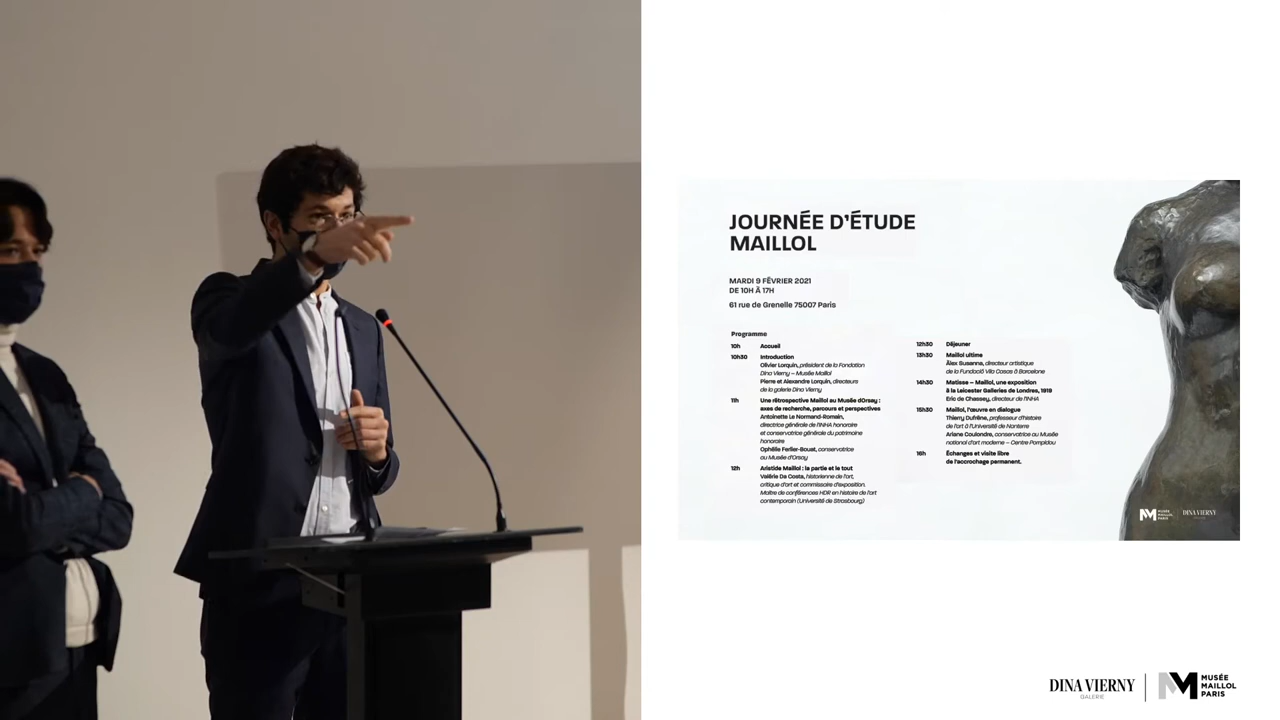 JOURNÉE D'ÉTUDE
MAILLOL
MARDI 9 FÉVRIER 2021
DE 10H À 17H
61 rue de Grenelle 75007 Paris
Programme
10h Accueil
10h30 Introduction
Olivier Lorquin, président de la Fondation
Dina Vierny – Musée Maillol
Pierre et Alexandre Lorquin, directeurs
de la galerie Dina Vierny
11h Une rétrospective Maillol au Musée d'Orsay :
axes de recherche, parcours et perspectives
Antoinette Le Normand-Romain,
directrice générale de l'INHA honoraire
et conservatrice générale du patrimoine
honoraire
Ophélie Ferlier-Bouat, conservatrice
au Musée d'Orsay
12h Aristide Maillol : la partie et le tout
Valérie Da Costa, historienne de l'art,
critique d'art et commissaire d'exposition.
Maître de conférences HDR en histoire de l'art
contemporain (Université de Strasbourg)
12h30 Déjeuner
13h30 Maillol ultime
Àlex Susanna, directeur artistique
de la Fundació Vila Casas à Barcelone
14h30 Matisse – Maillol, une exposition
à la Leicester Galleries de Londres, 1919
Eric de Chassey, directeur de l'INHA
15h30 Maillol, l'œuvre en dialogue
Thierry Dufrêne, professeur d'histoire
de l'art à l'Université de Nanterre
Ariane Coulondre, conservatrice au Musée
national d'art moderne – Centre Pompidou
16h Échanges et visite libre
de l'accrochage permanent.
MUSÉE
MAILLOL
PARIS
DINA VIERNY
DINA VIERNY
GALERIE
MUSÉE
MAILLOL
PARIS